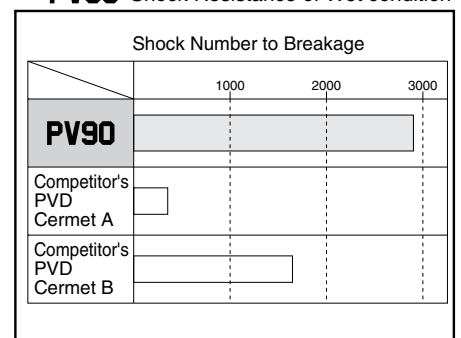 PV90 Shock Resistance of Wet condition
Shock Number to Breakage
1000 2000 3000
PV90
Competitor's
PVD
Cermet A
Competitor's
PVD
Cermet B